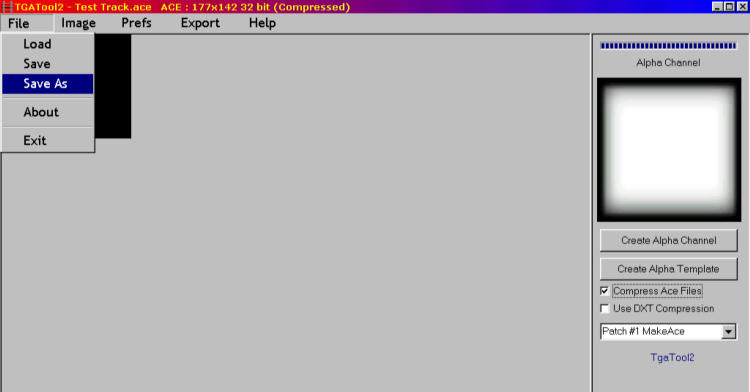 TGATool2 - Test Track.ace ACE : 177x142 32 bit (Compressed)
File Image Prefs Export Help
Load
Save
Save As
About
Exit
Alpha Channel
Create Alpha Channel
Create Alpha Template
Compress Ace Files
Use DXT Compression
Patch #1 MakeAce
TgaTool2